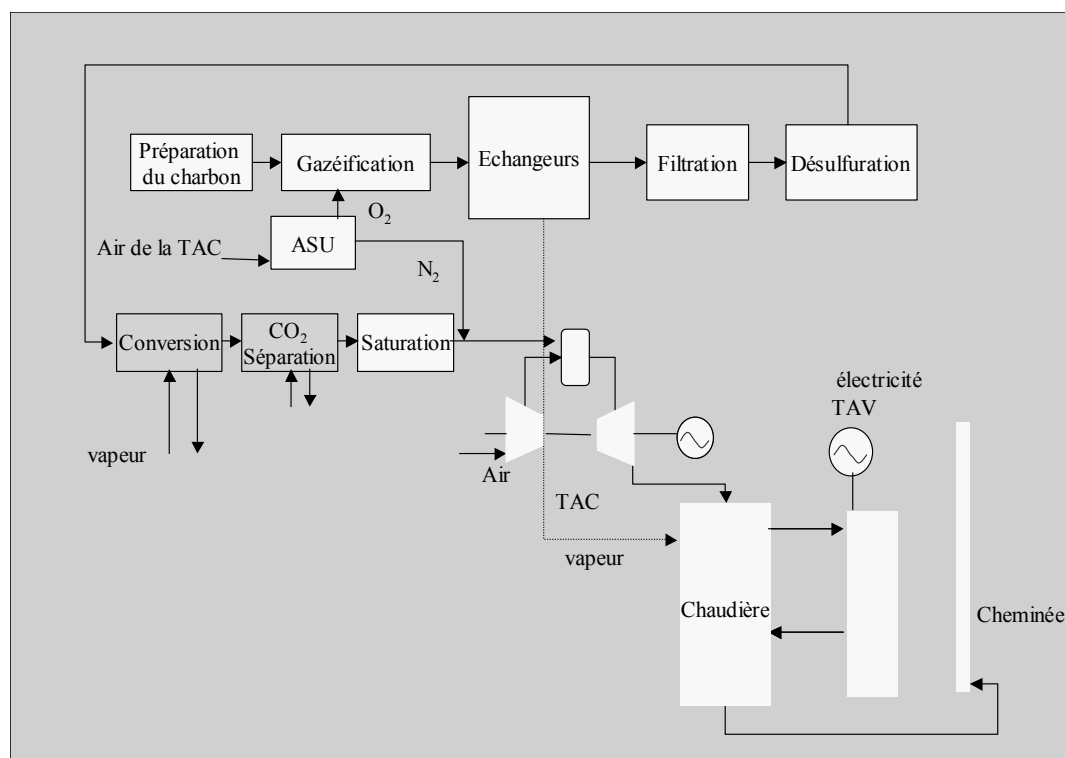 Préparation
du charbon
Gazéification
Echangeurs
Filtration
Désulfuration
O2
Air de la TAC
ASU
N2
Conversion
CO2
Séparation
Saturation
vapeur
Air
électricité
TAV
TAC
vapeur
Chaudière
Cheminée